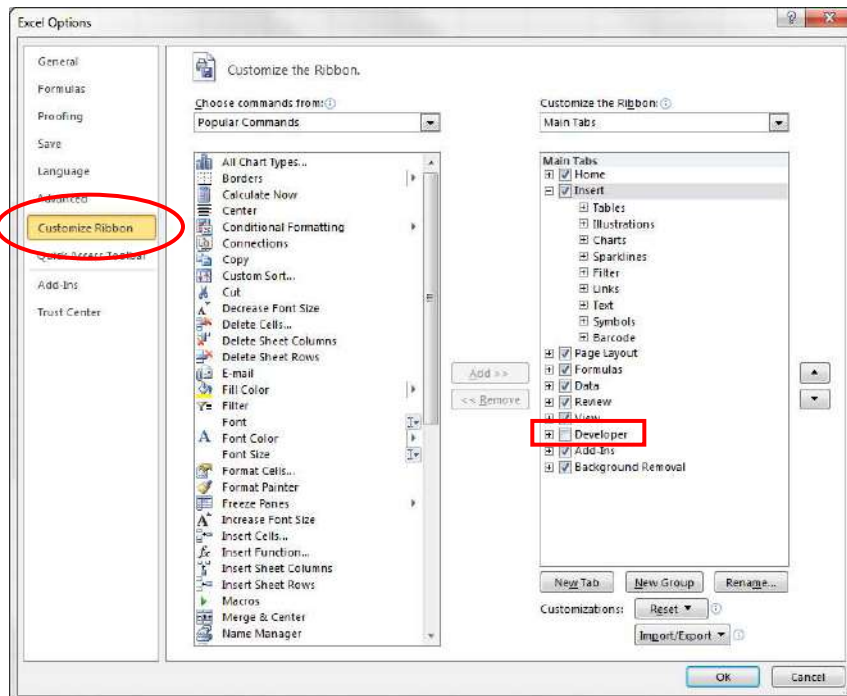 Excel Options
General
Formulas
Proofing
Save
Language
Advanced
Customize Ribbon
Quick Access Toolbar
Add-Ins
Trust Center
Customize the Ribbon.
Choose commands from:
Popular Commands
All Chart Types...
Borders
Calculate Now
Center
Conditional Formatting
Connections
Copy
Custom Sort...
Cut
Decrease Font Size
Delete Cells...
Delete Sheet Columns
Delete Sheet Rows
E-mail
Fill Color
Filter
Font
Font Color
Font Size
Format Cells...
Format Painter
Freeze Panes
Increase Font Size
Insert Cells...
Insert Function...
Insert Sheet Columns
Insert Sheet Rows
Macros
Merge & Center
Name Manager
Add >>
<< Remove
Customize the Ribbon:
Main Tabs
Main Tabs
Home
Insert
Tables
Illustrations
Charts
Sparklines
Filter
Links
Text
Symbols
Barcode
Page Layout
Formulas
Data
Review
View
Developer
Add-Ins
Background Removal
New Tab
New Group
Rename...
Customizations:
Reset
Import/Export
OK
Cancel